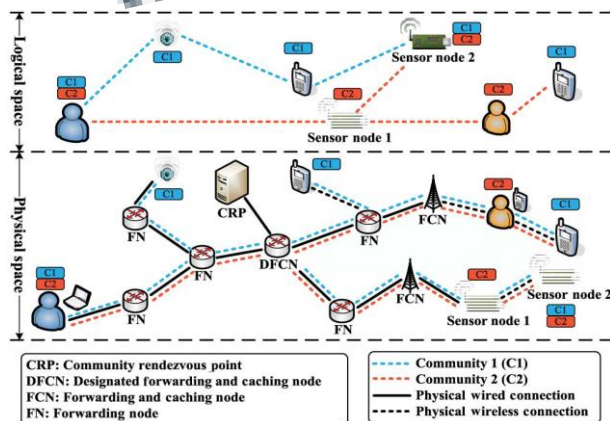 C1
C1
C2
C1
Sensor node 2
C1
C1
C2
C2
C2
Sensor node 1
Logical space
C1
CRP
C1
C2
C1
FN
FN
FCN
FN
DFCN
C1
C2
FN
FN
FCN
C2
Sensor node 1
Sensor node 2
C1
C2
Physical space
CRP: Community rendezvous point
DFCN: Designated forwarding and caching node
FCN: Forwarding and caching node
FN: Forwarding node
Community 1 (C1)
Community 2 (C2)
Physical wired connection
Physical wireless connection